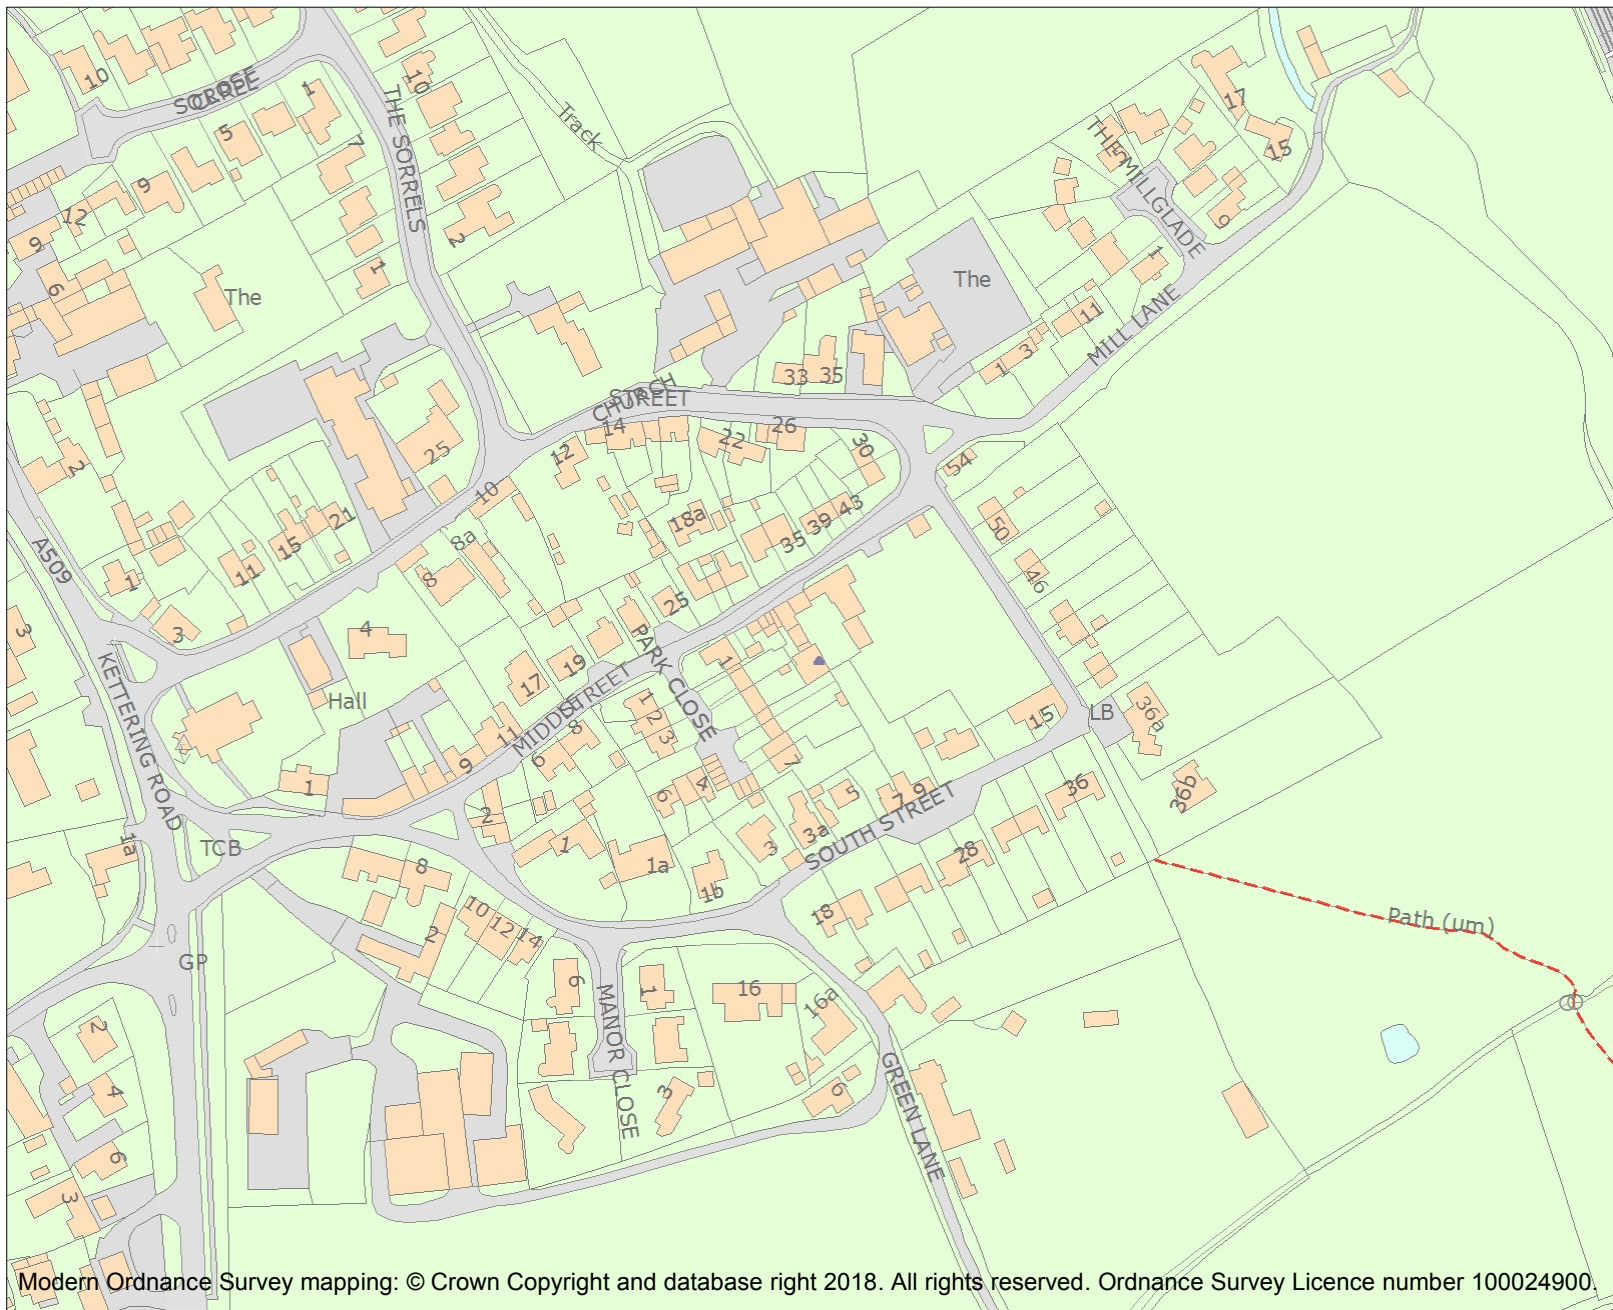 10
SORREL
CLOSE
1
5
7
9
12
9
6
THE SORRELS
10
2
1
Track
The
The
17
15
THE MILLGLADE
5
9
1
11
3
1
MILL LANE
33
35
CHURCH
STREET
14
12
22
26
30
54
25
10
2
21
15
11
1
3
A509
3
8a
8
18a
35
39
43
50
46
4
Hall
25
19
17
11
9
MIDDLE
STREET
PARK CLOSE
1
7
1
2
3
8
6
4
6
15
LB
36a
36b
36
KETTERING ROAD
1a
1
TCB
2
1
1a
1b
3
3a
5
7
9
SOUTH STREET
28
18
8
10
12
14
2
GP
6
1
MANOR CLOSE
3
16
16a
6
GREEN LANE
Path (um)
2
4
6
3
Modern Ordnance Survey mapping: © Crown Copyright and database right 2018. All rights reserved. Ordnance Survey Licence number 100024900.